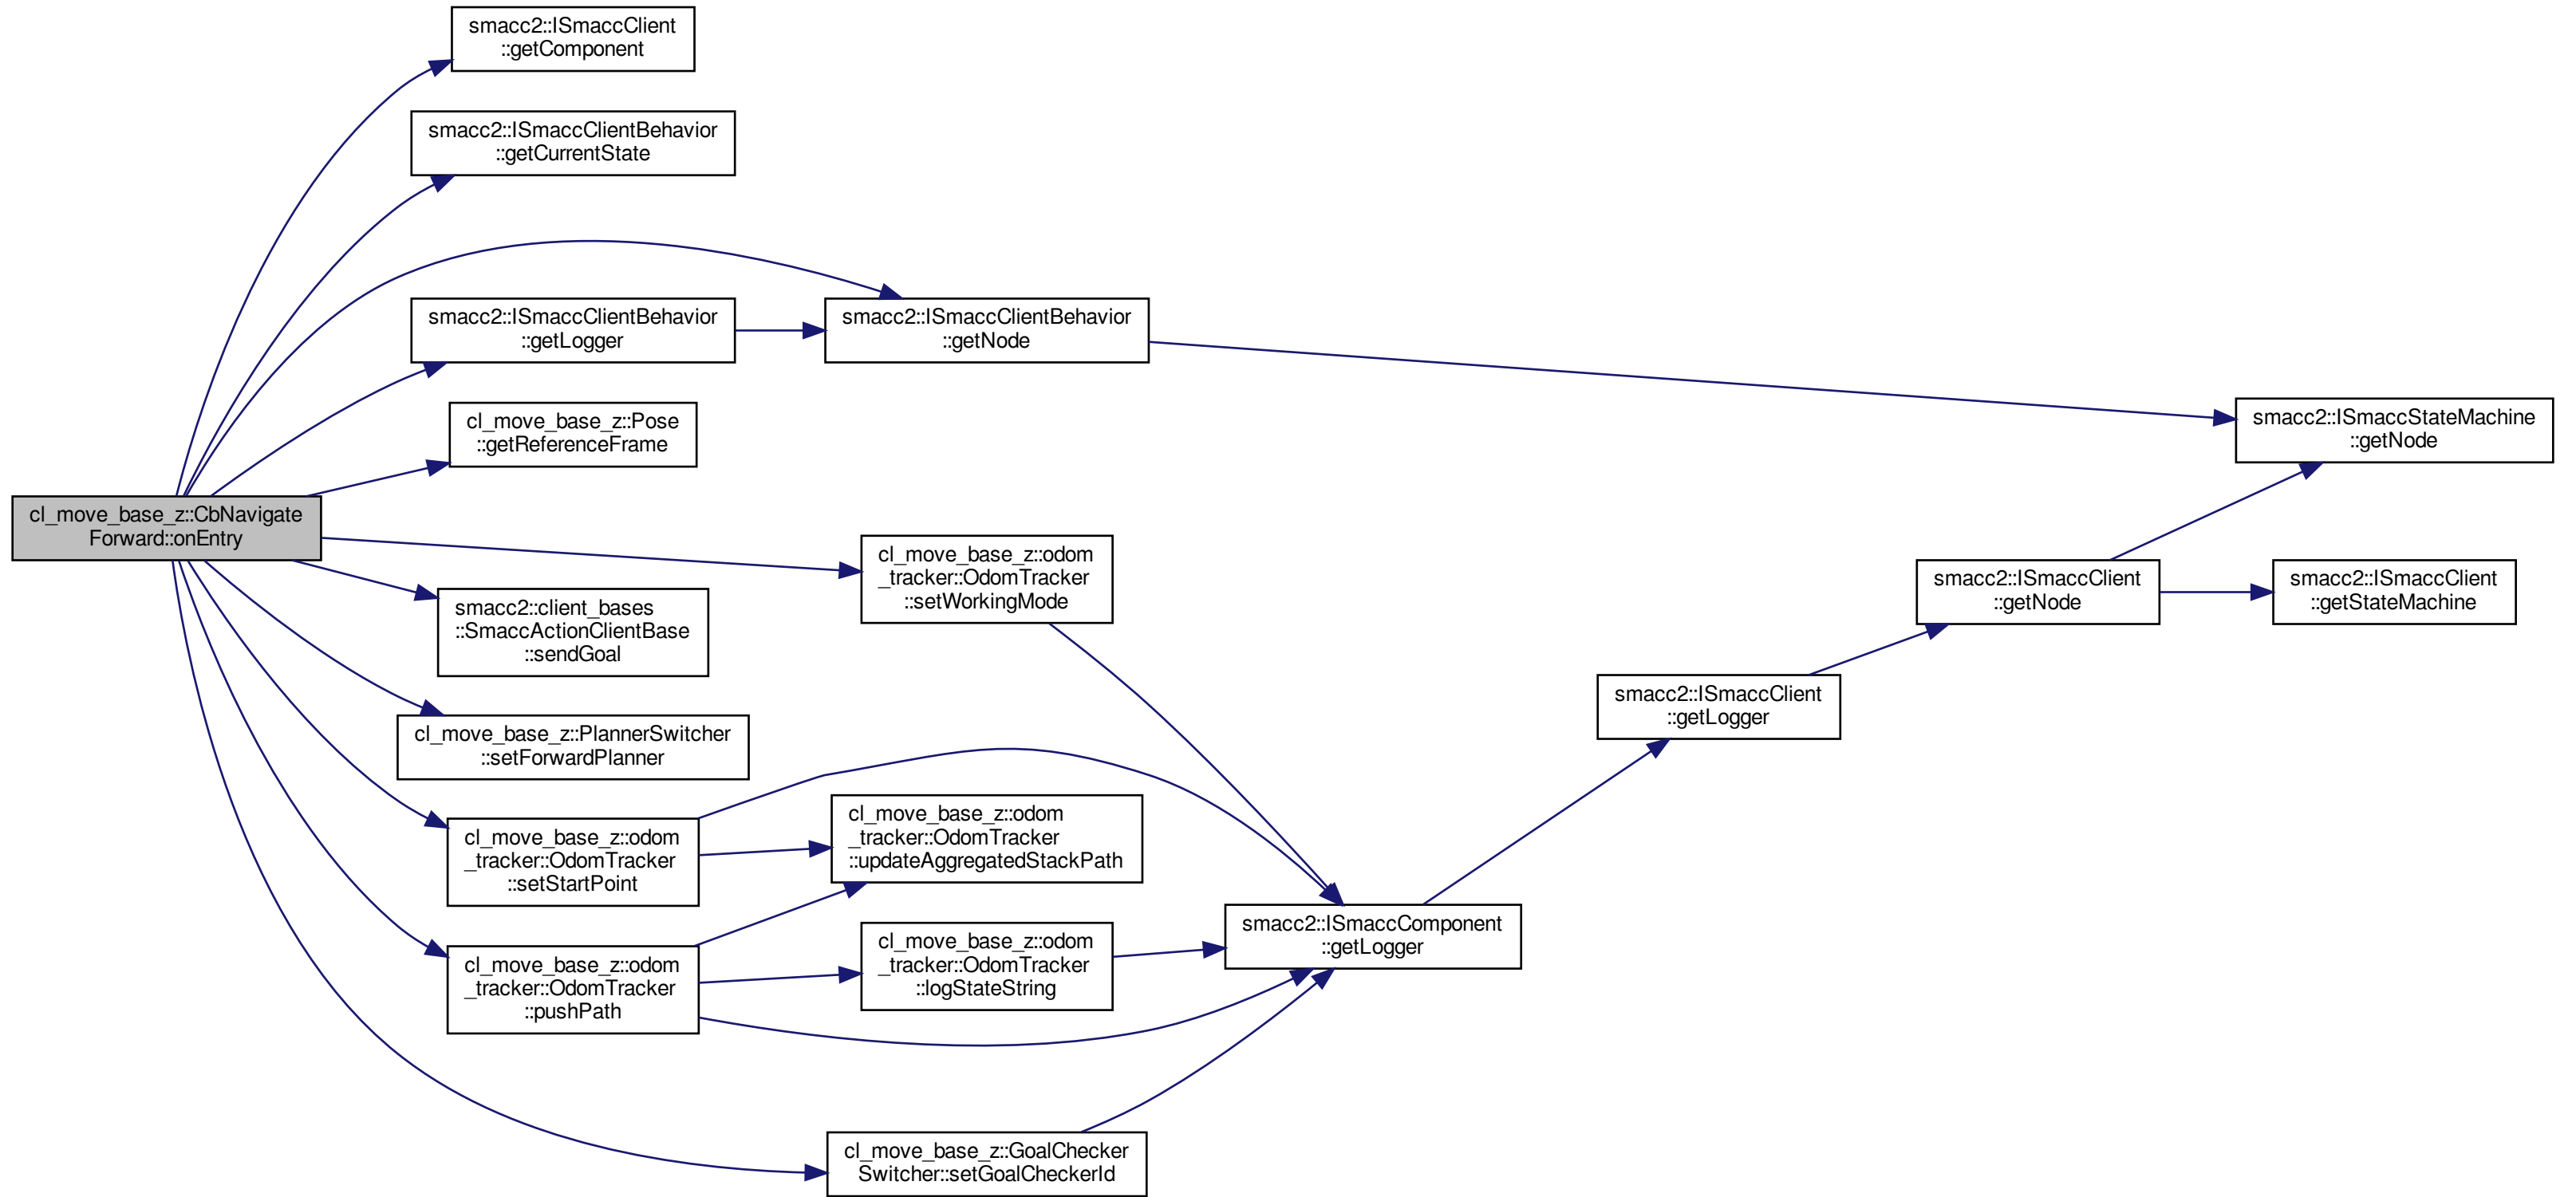 smacc2::ISmaccClient
::getComponent
smacc2::ISmaccClientBehavior
::getCurrentState
smacc2::ISmaccClientBehavior
::getLogger
smacc2::ISmaccClientBehavior
::getNode
cl_move_base_z::Pose
::getReferenceFrame
smacc2::ISmaccStateMachine
::getNode
cl_move_base_z::CbNavigate
Forward::onEntry
cl_move_base_z::odom
_tracker::OdomTracker
::setWorkingMode
smacc2::ISmaccClient
::getNode
smacc2::ISmaccClient
::getStateMachine
smacc2::client_bases
::SmaccActionClientBase
::sendGoal
smacc2::ISmaccClient
::getLogger
cl_move_base_z::PlannerSwitcher
::setForwardPlanner
cl_move_base_z::odom
_tracker::OdomTracker
::setStartPoint
cl_move_base_z::odom
_tracker::OdomTracker
::updateAggregatedStackPath
cl_move_base_z::odom
_tracker::OdomTracker
::pushPath
cl_move_base_z::odom
_tracker::OdomTracker
::logStateString
smacc2::ISmaccComponent
::getLogger
cl_move_base_z::GoalChecker
Switcher::setGoalCheckerId